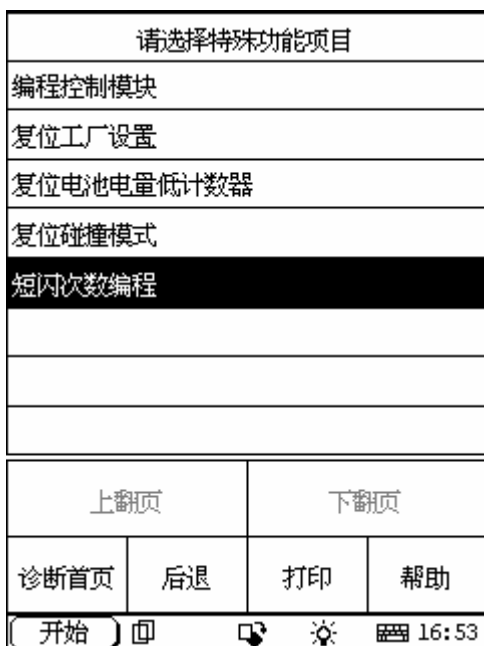 请选择特殊功能项目
编程控制模块
复位工厂设置
复位电池电量低计数器
复位碰撞模式
短闪次数编程
上翻页 下翻页
诊断首页 后退 打印 帮助
开始 16:53